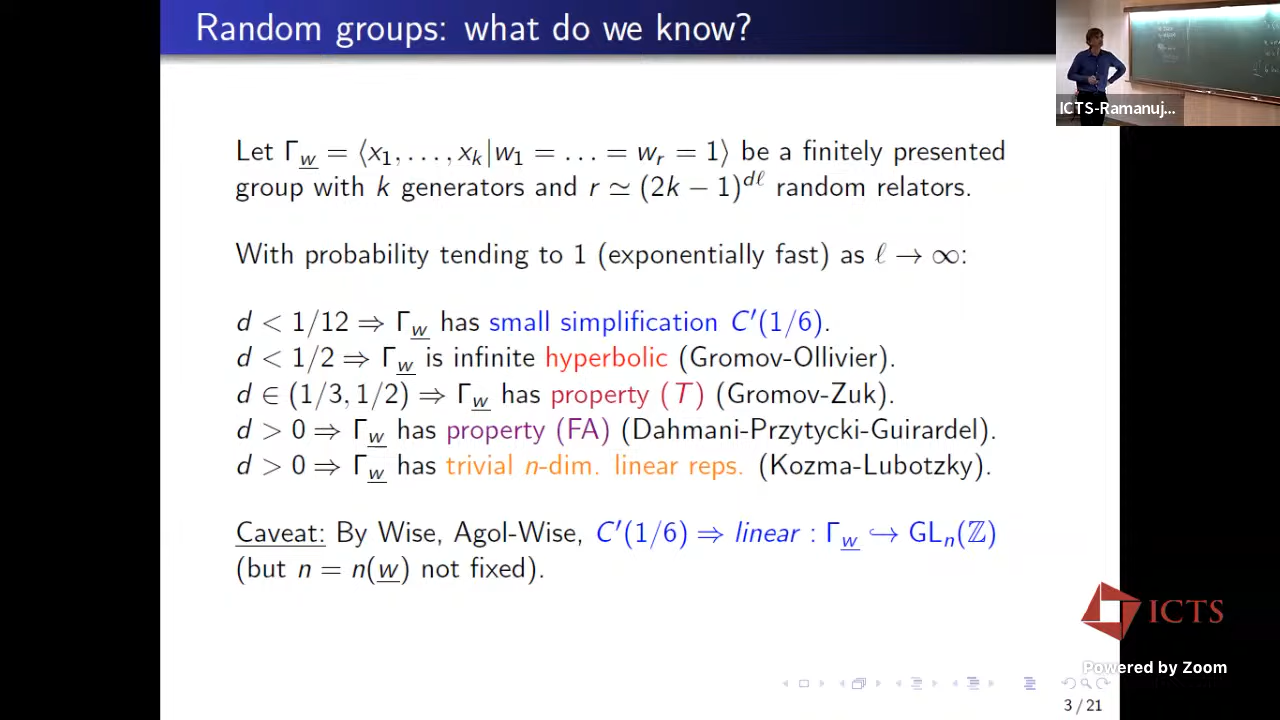 Random groups: what do we know?
ICTS-Ramanuj...
Let Γ_w = ⟨x₁, . . . , x_k | w₁ = . . . = w_r = 1⟩ be a finitely presented
group with k generators and r ≃ (2k − 1)^{dℓ} random relators.
With probability tending to 1 (exponentially fast) as ℓ → ∞:
d < 1/12 ⇒ Γ_w has small simplification C′(1/6).
d < 1/2 ⇒ Γ_w is infinite hyperbolic (Gromov-Ollivier).
d ∈ (1/3, 1/2) ⇒ Γ_w has property (T) (Gromov-Zuk).
d > 0 ⇒ Γ_w has property (FA) (Dahmani-Przytycki-Guirardel).
d > 0 ⇒ Γ_w has trivial n-dim. linear reps. (Kozma-Lubotzky).
Caveat: By Wise, Agol-Wise, C′(1/6) ⇒ linear : Γ_w ↪ GL_n(ℤ)
(but n = n(w) not fixed).
ICTS
Powered by Zoom
3 / 21